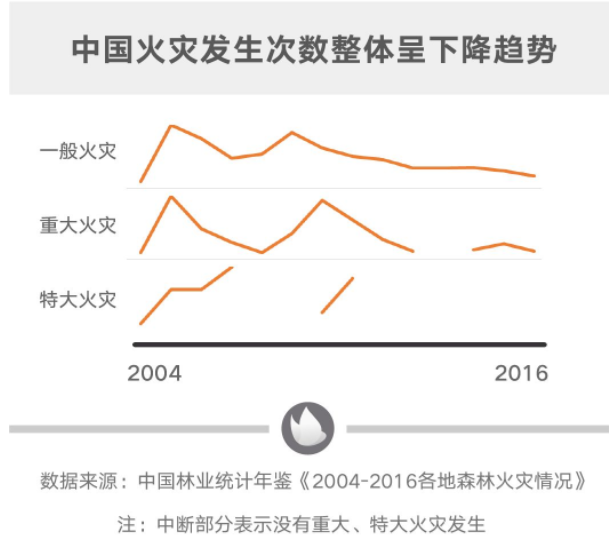 中国火灾发生次数整体呈下降趋势
一般火灾
重大火灾
特大火灾
2004 2016
数据来源：中国林业统计年鉴《2004-2016各地森林火灾情况》
注：中断部分表示没有重大、特大火灾发生